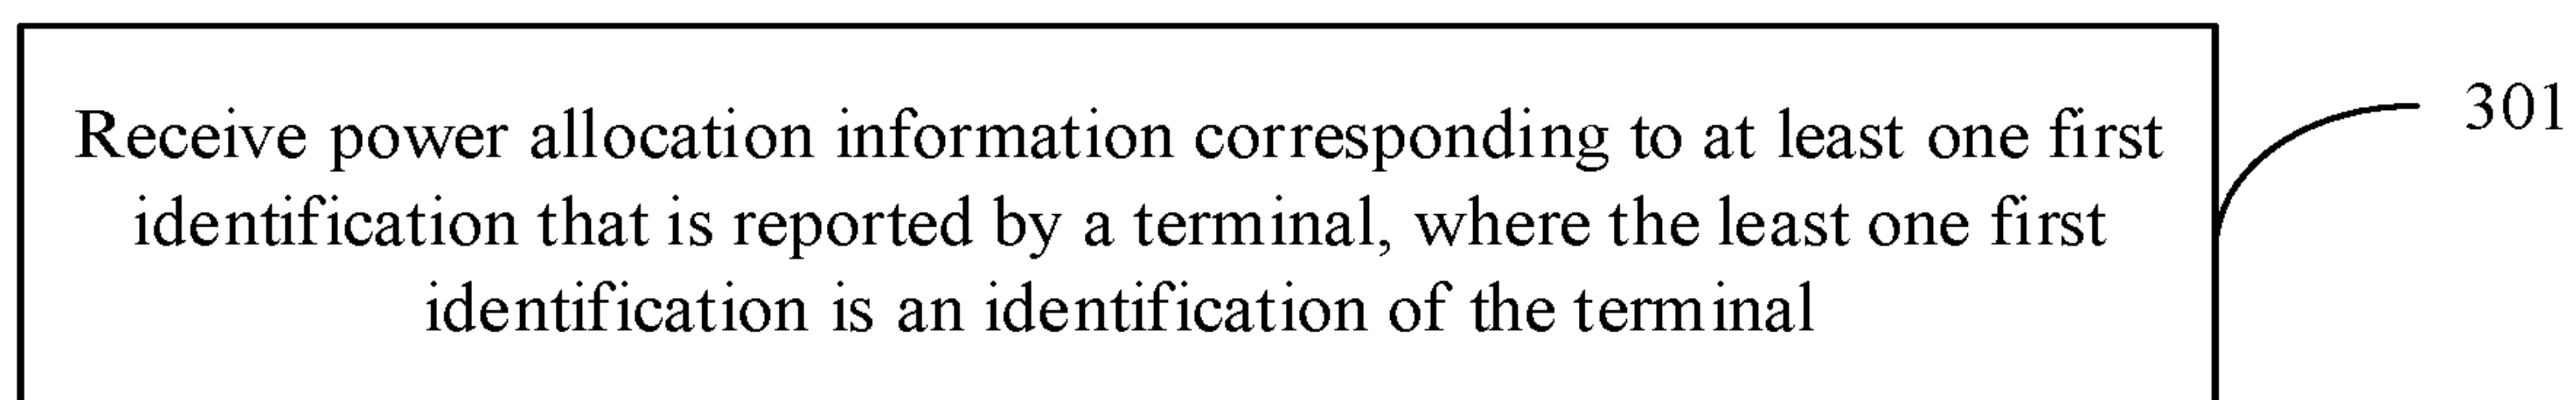 Receive power allocation information corresponding to at least one first
identification that is reported by a terminal, where the least one first
identification is an identification of the terminal
301